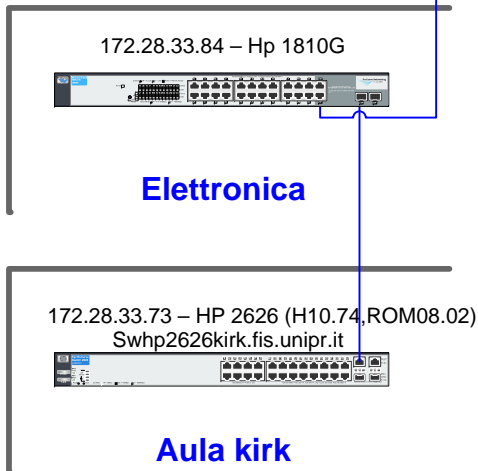 172.28.33.84 – Hp 1810G
Elettronica
172.28.33.73 – HP 2626 (H10.74,ROM08.02)
Swhp2626kirk.fis.unipr.it
Aula kirk